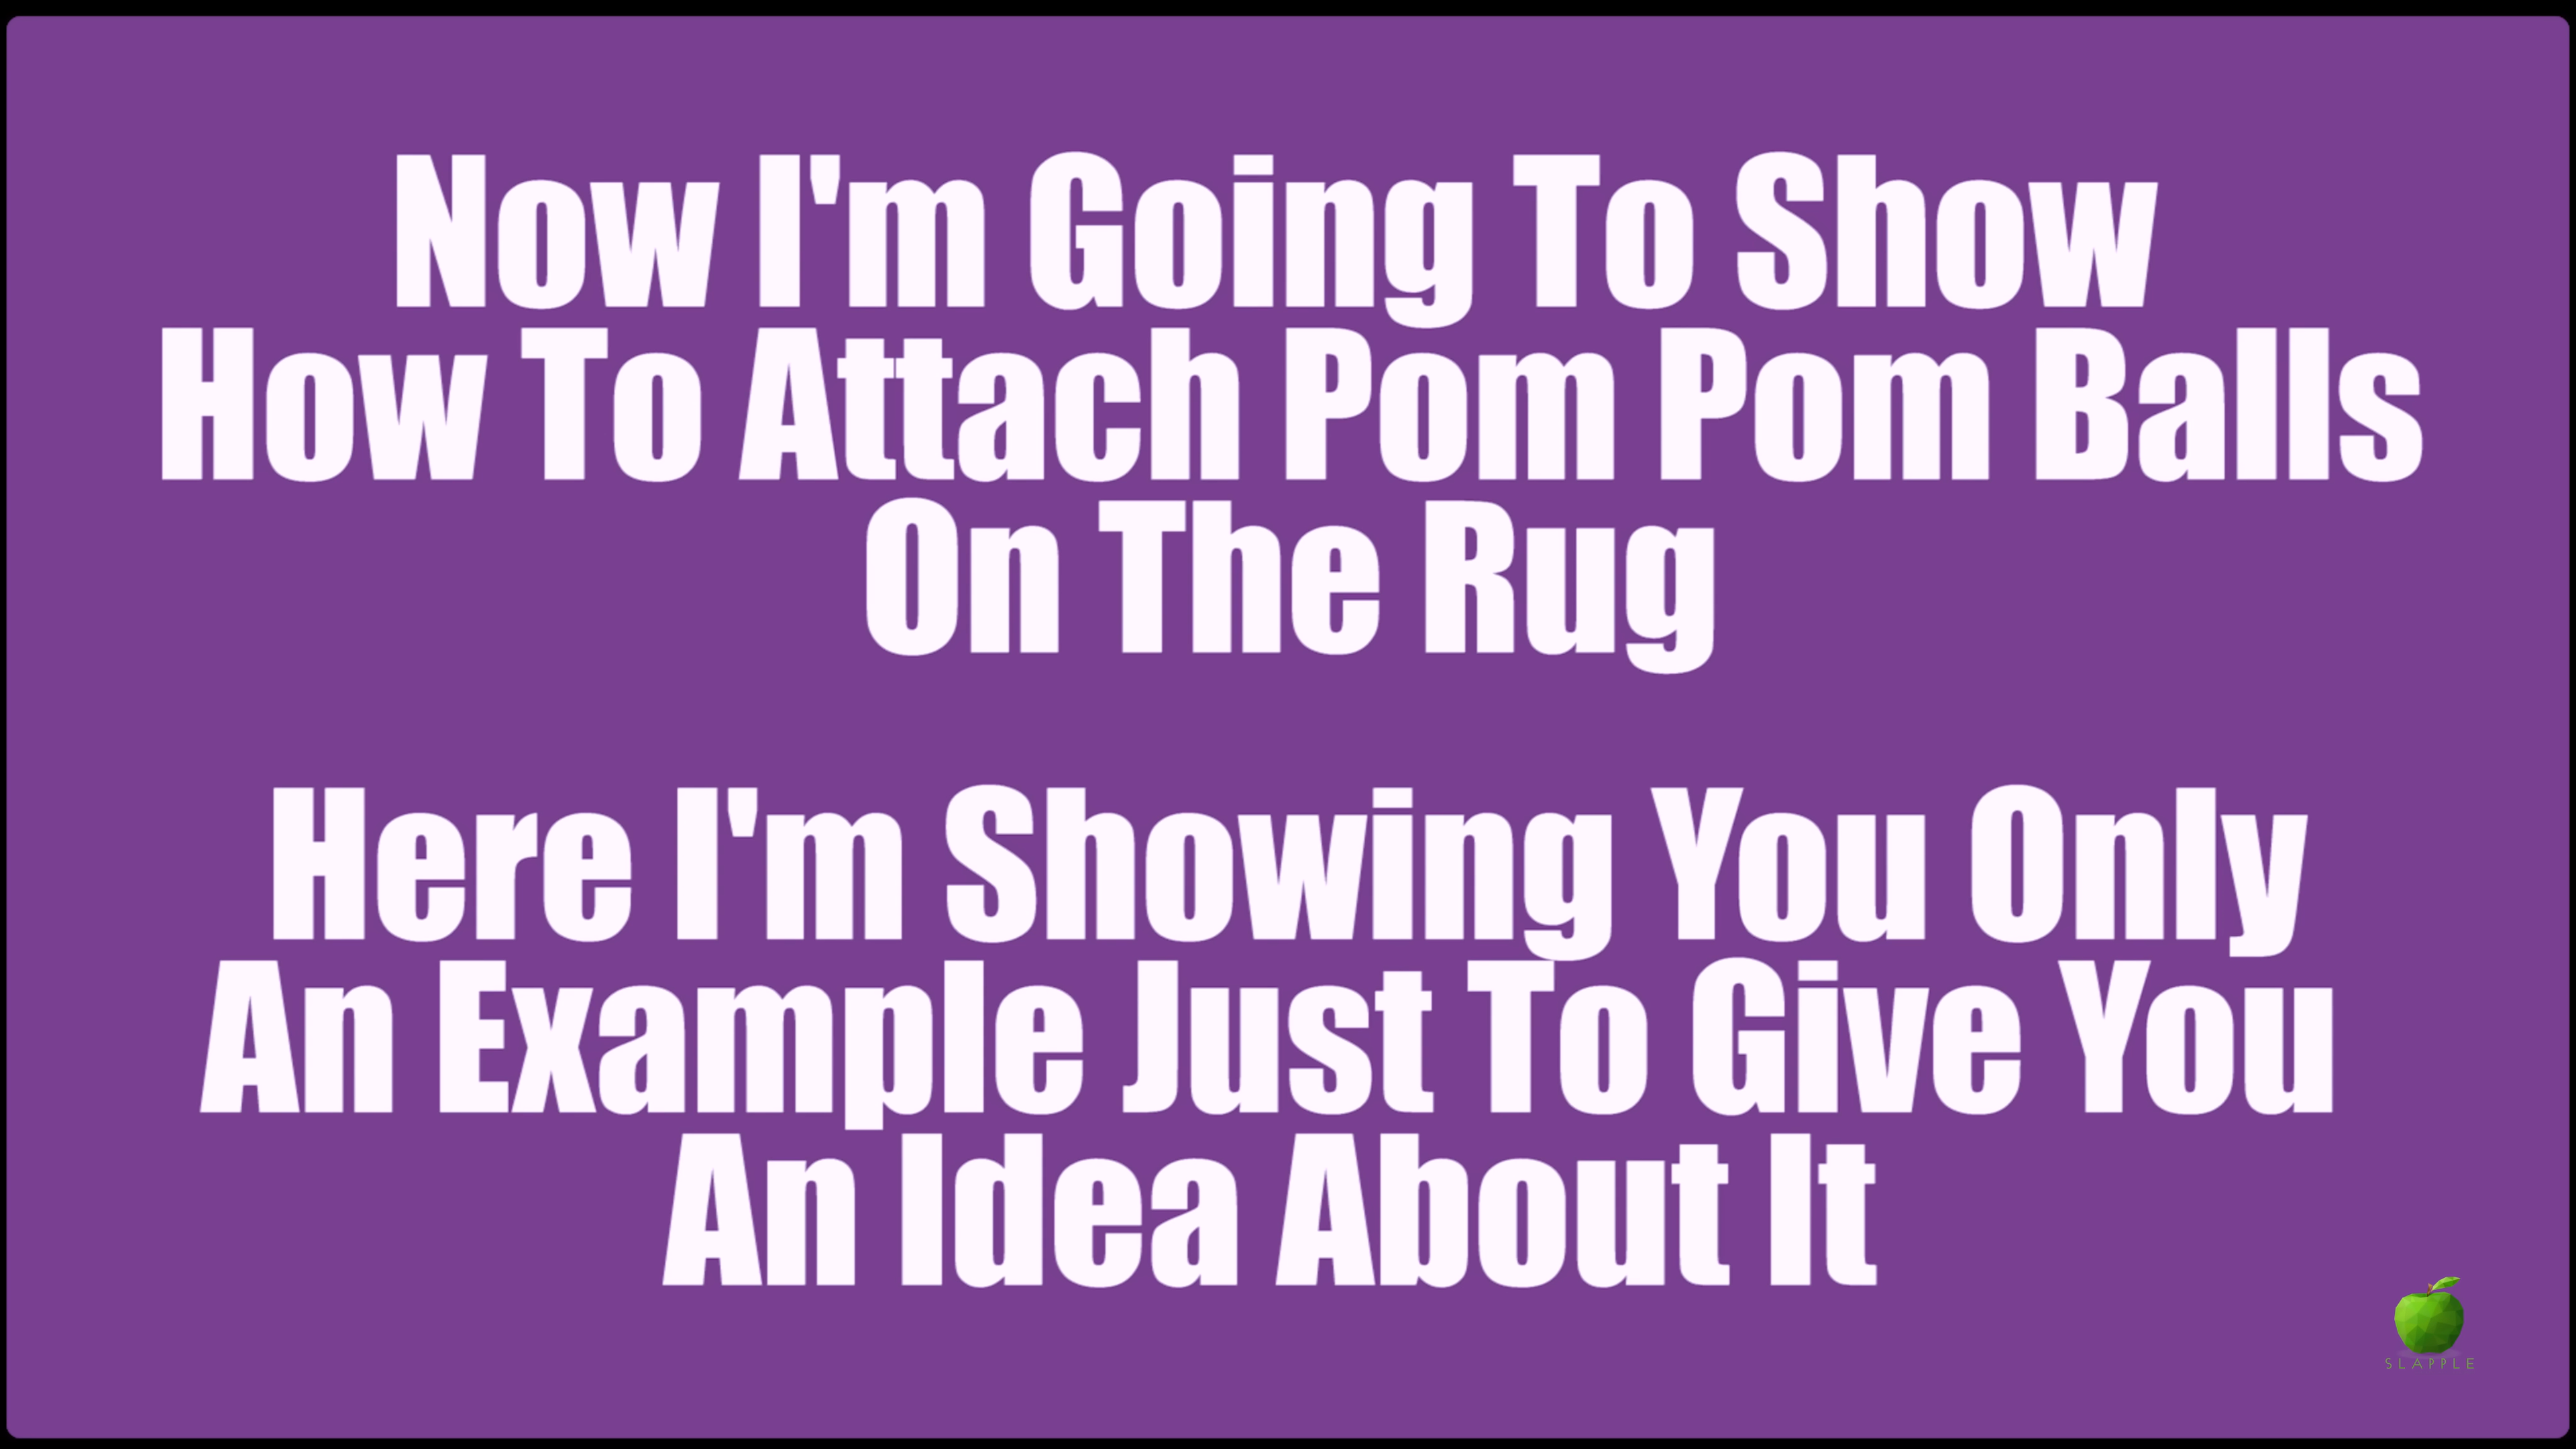 Now I'm Going To Show
How To Attach Pom Pom Balls
On The Rug
Here I'm Showing You Only
An Example Just To Give You
An Idea About It
SLAPPLE